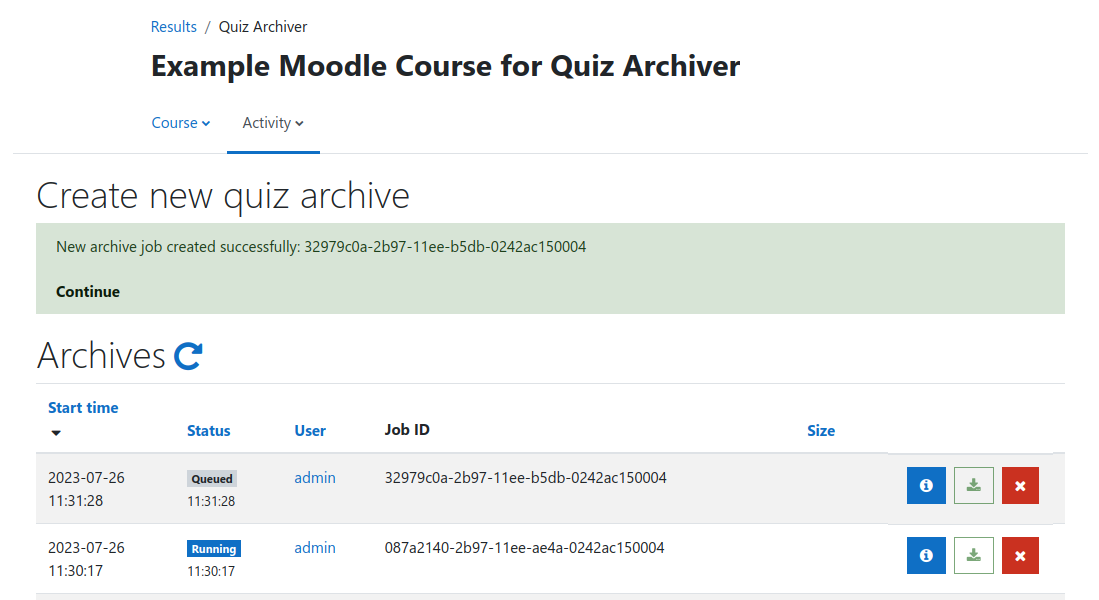 Results / Quiz Archiver
Example Moodle Course for Quiz Archiver
Course Activity
Create new quiz archive
New archive job created successfully: 32979c0a-2b97-11ee-b5db-0242ac150004
Continue
Archives
Start time Status User Job ID Size
2023-07-26 Queued admin 32979c0a-2b97-11ee-b5db-0242ac150004
11:31:28 11:31:28
2023-07-26 Running admin 087a2140-2b97-11ee-ae4a-0242ac150004
11:30:17 11:30:17